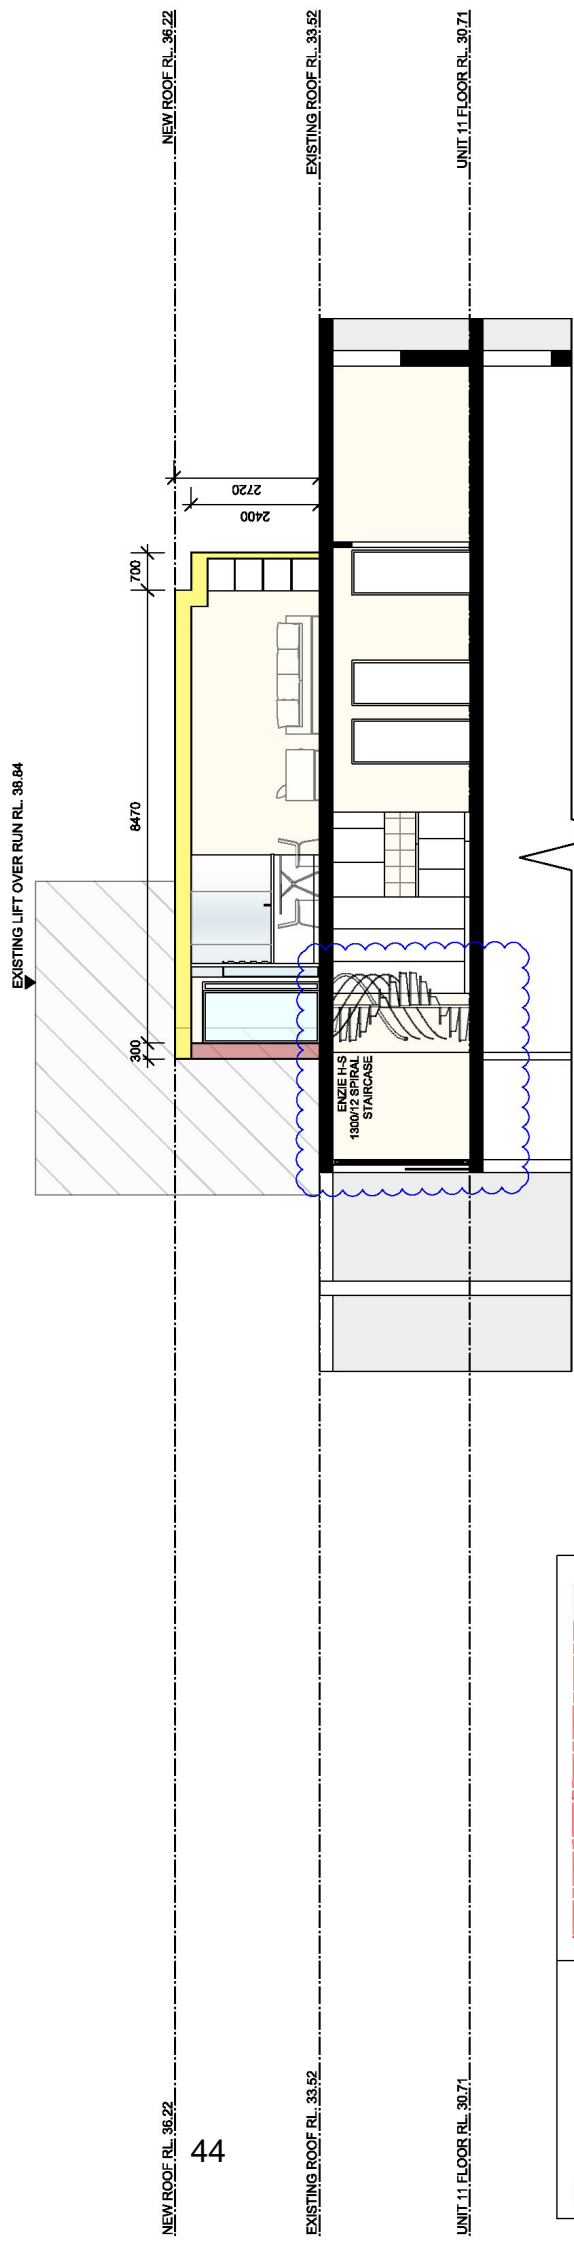 NEW ROOF RL. 36.22
EXISTING ROOF RL. 33.52
UNIT 11 FLOOR RL. 30.71
2720
2400
700
8470
300
EXISTING LIFT OVER RUN RL. 38.84
ENZIE H-S
1300/12 SPIRAL
STAIRCASE
NEW ROOF RL. 36.22
EXISTING ROOF RL. 33.52
UNIT 11 FLOOR RL. 30.71
44